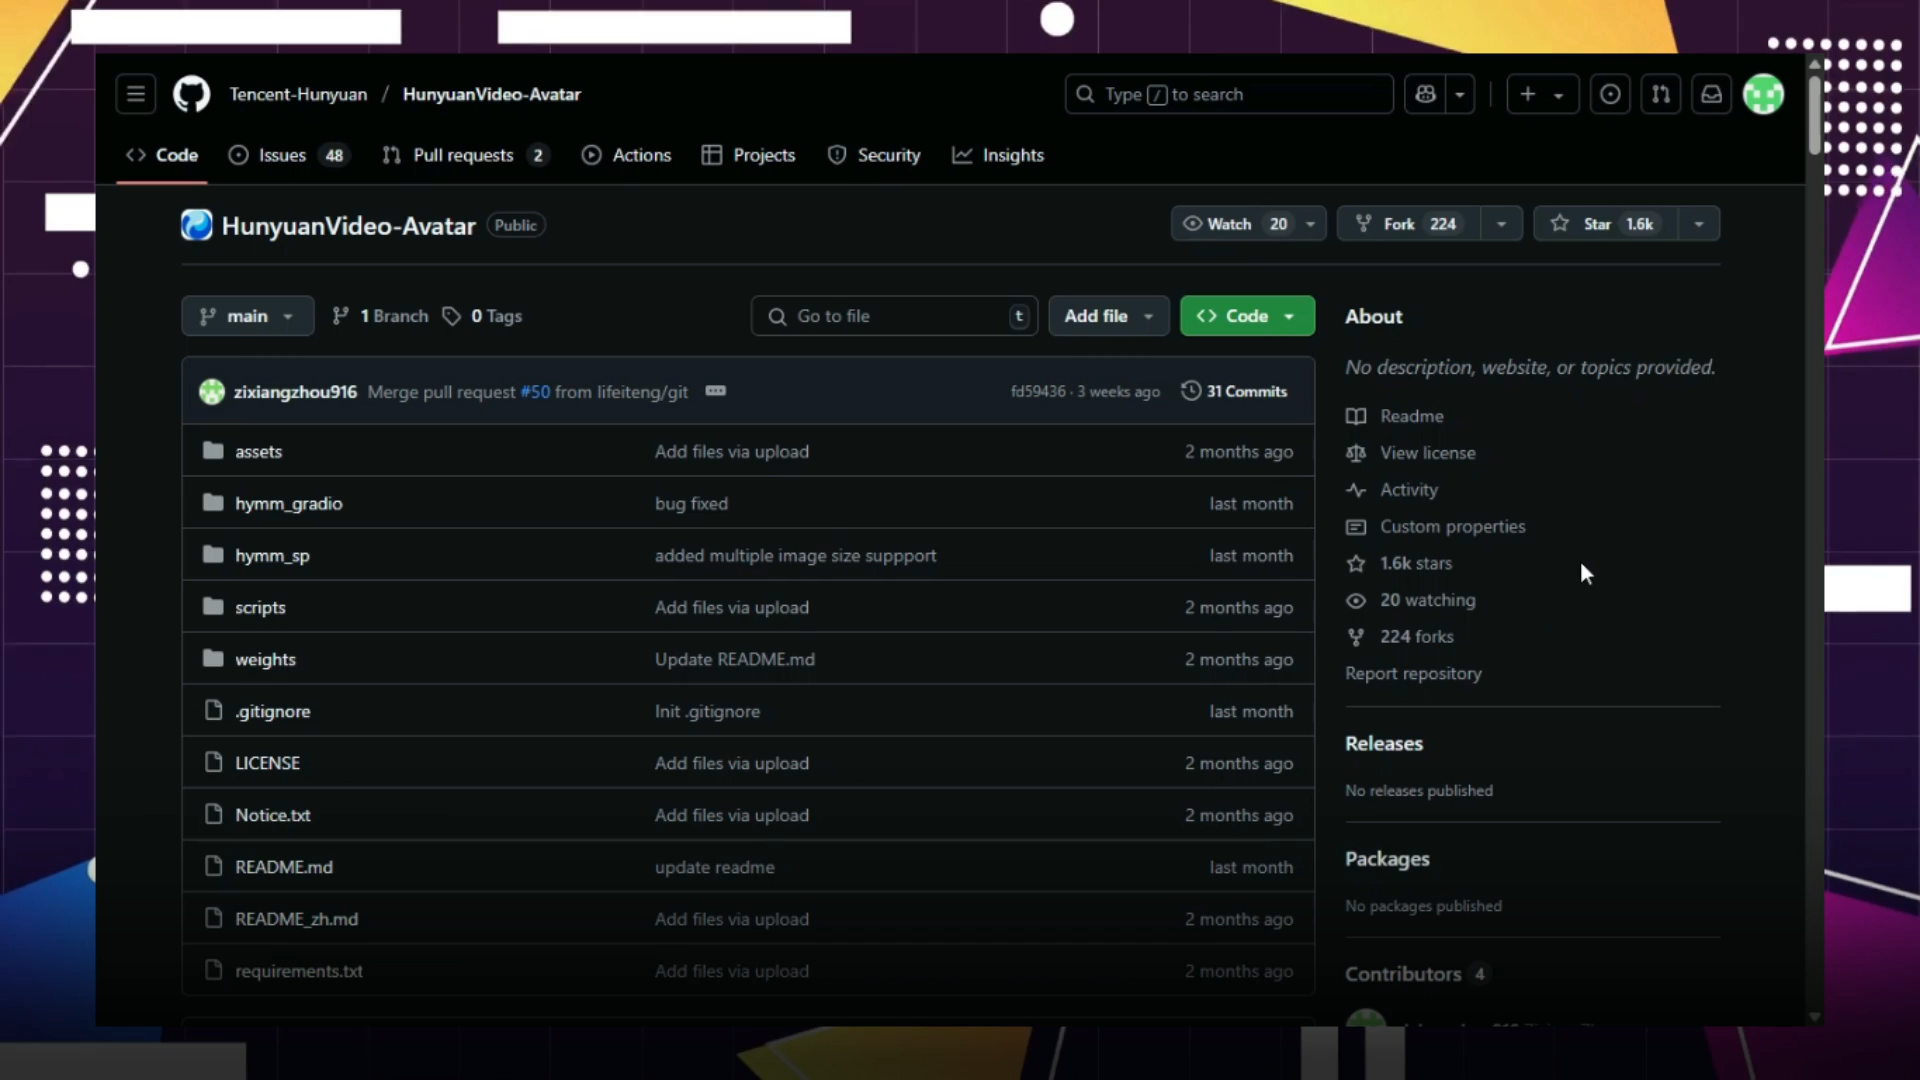 Tencent-Hunyuan / HunyuanVideo-Avatar
Type / to search
Code
Issues 48
Pull requests 2
Actions
Projects
Security
Insights
HunyuanVideo-Avatar Public
Watch 20
Fork 224
Star 1.6k
main
1 Branch
0 Tags
Go to file t
Add file
Code
zixiangzhou916 Merge pull request #50 from lifeiteng/git fd59436 · 3 weeks ago 31 Commits
assets Add files via upload 2 months ago
hymm_gradio bug fixed last month
hymm_sp added multiple image size suppport last month
scripts Add files via upload 2 months ago
weights Update README.md 2 months ago
.gitignore Init .gitignore last month
LICENSE Add files via upload 2 months ago
Notice.txt Add files via upload 2 months ago
README.md update readme last month
README_zh.md Add files via upload 2 months ago
requirements.txt Add files via upload 2 months ago
About
No description, website, or topics provided.
Readme
View license
Activity
Custom properties
1.6k stars
20 watching
224 forks
Report repository
Releases
No releases published
Packages
No packages published
Contributors 4